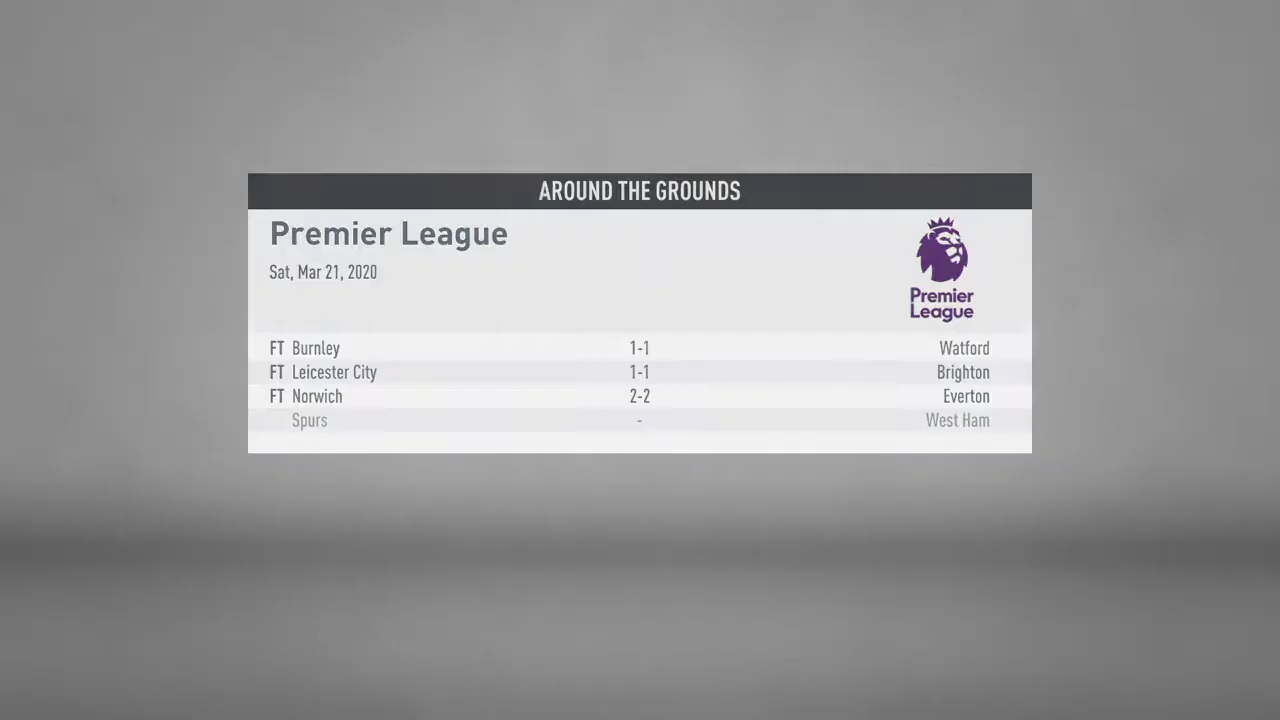 AROUND THE GROUNDS
Premier League
Sat, Mar 21, 2020
Premier
League
FT Burnley 1-1 Watford
FT Leicester City 1-1 Brighton
FT Norwich 2-2 Everton
Spurs - West Ham